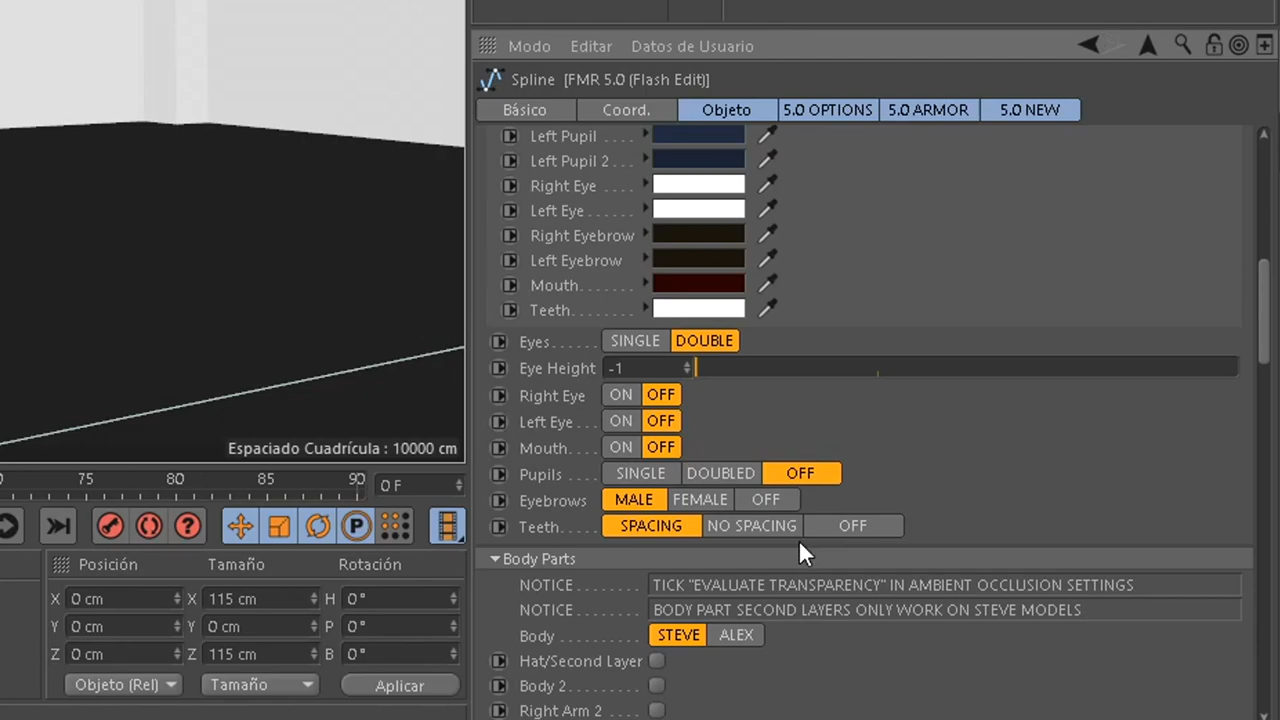 Modo Editar Datos de Usuario
Spline [FMR 5.0 (Flash Edit)]
Básico Coord. Objeto 5.0 OPTIONS 5.0 ARMOR 5.0 NEW
Left Pupil ....
Left Pupil 2 ...
Right Eye ....
Left Eye ......
Right Eyebrow
Left Eyebrow
Mouth.......
Teeth........
Eyes...... SINGLE DOUBLE
Eye Height -1
Right Eye ON OFF
Left Eye ... ON OFF
Mouth.... ON OFF
Pupils .... SINGLE DOUBLED OFF
Eyebrows MALE FEMALE OFF
Teeth..... SPACING NO SPACING OFF
Body Parts
NOTICE TICK "EVALUATE TRANSPARENCY" IN AMBIENT OCCLUSION SETTINGS
NOTICE BODY PART SECOND LAYERS ONLY WORK ON STEVE MODELS
Body .......... STEVE ALEX
Hat/Second Layer
Body 2........
Right Arm 2 ...
Espaciado Cuadrícula : 10000 cm
75 80 85 90 0 F
Posición Tamaño Rotación
X 0 cm X 115 cm H 0°
Y 0 cm Y 0 cm P 0°
Z 0 cm Z 115 cm B 0°
Objeto (Rel) Tamaño Aplicar